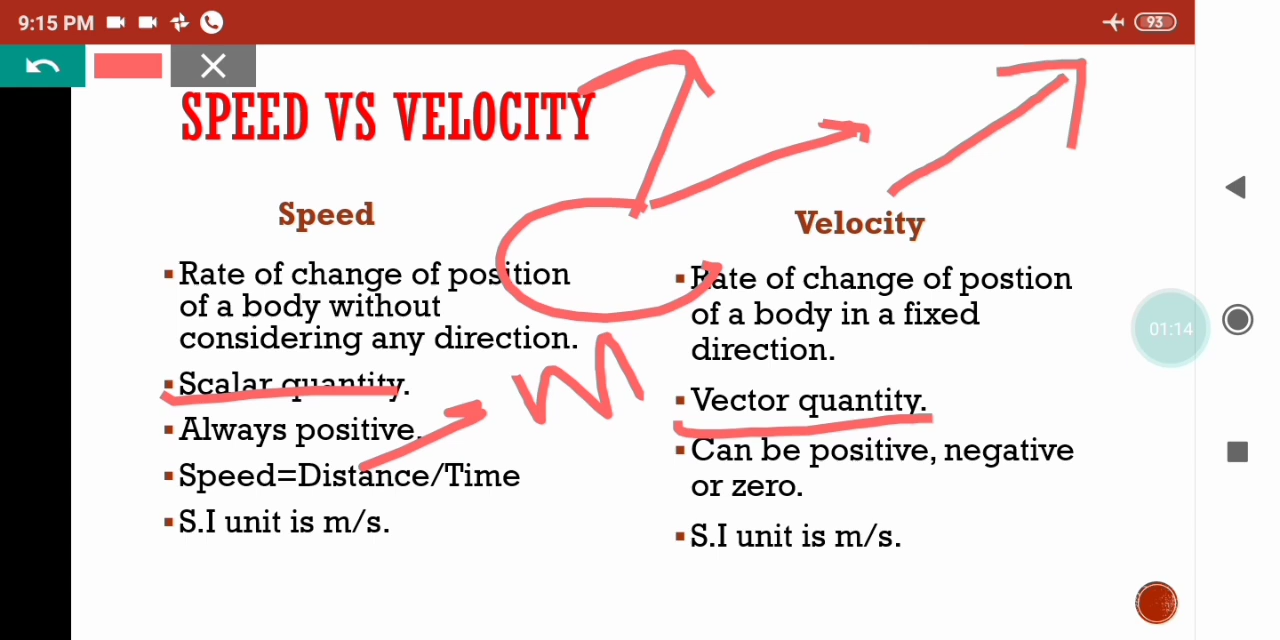 9:15 PM
93
SPEED VS VELOCITY
Speed
▪Rate of change of position
of a body without
considering any direction.
▪Scalar quantity.
▪Always positive.
▪Speed=Distance/Time
▪S.I unit is m/s.
Velocity
▪Rate of change of postion
of a body in a fixed
direction.
▪Vector quantity.
▪Can be positive, negative
or zero.
▪S.I unit is m/s.
01:14
m